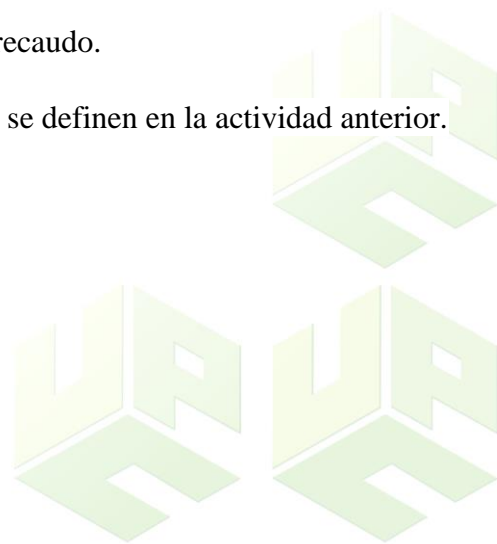 recaudo.
se definen en la actividad anterior.